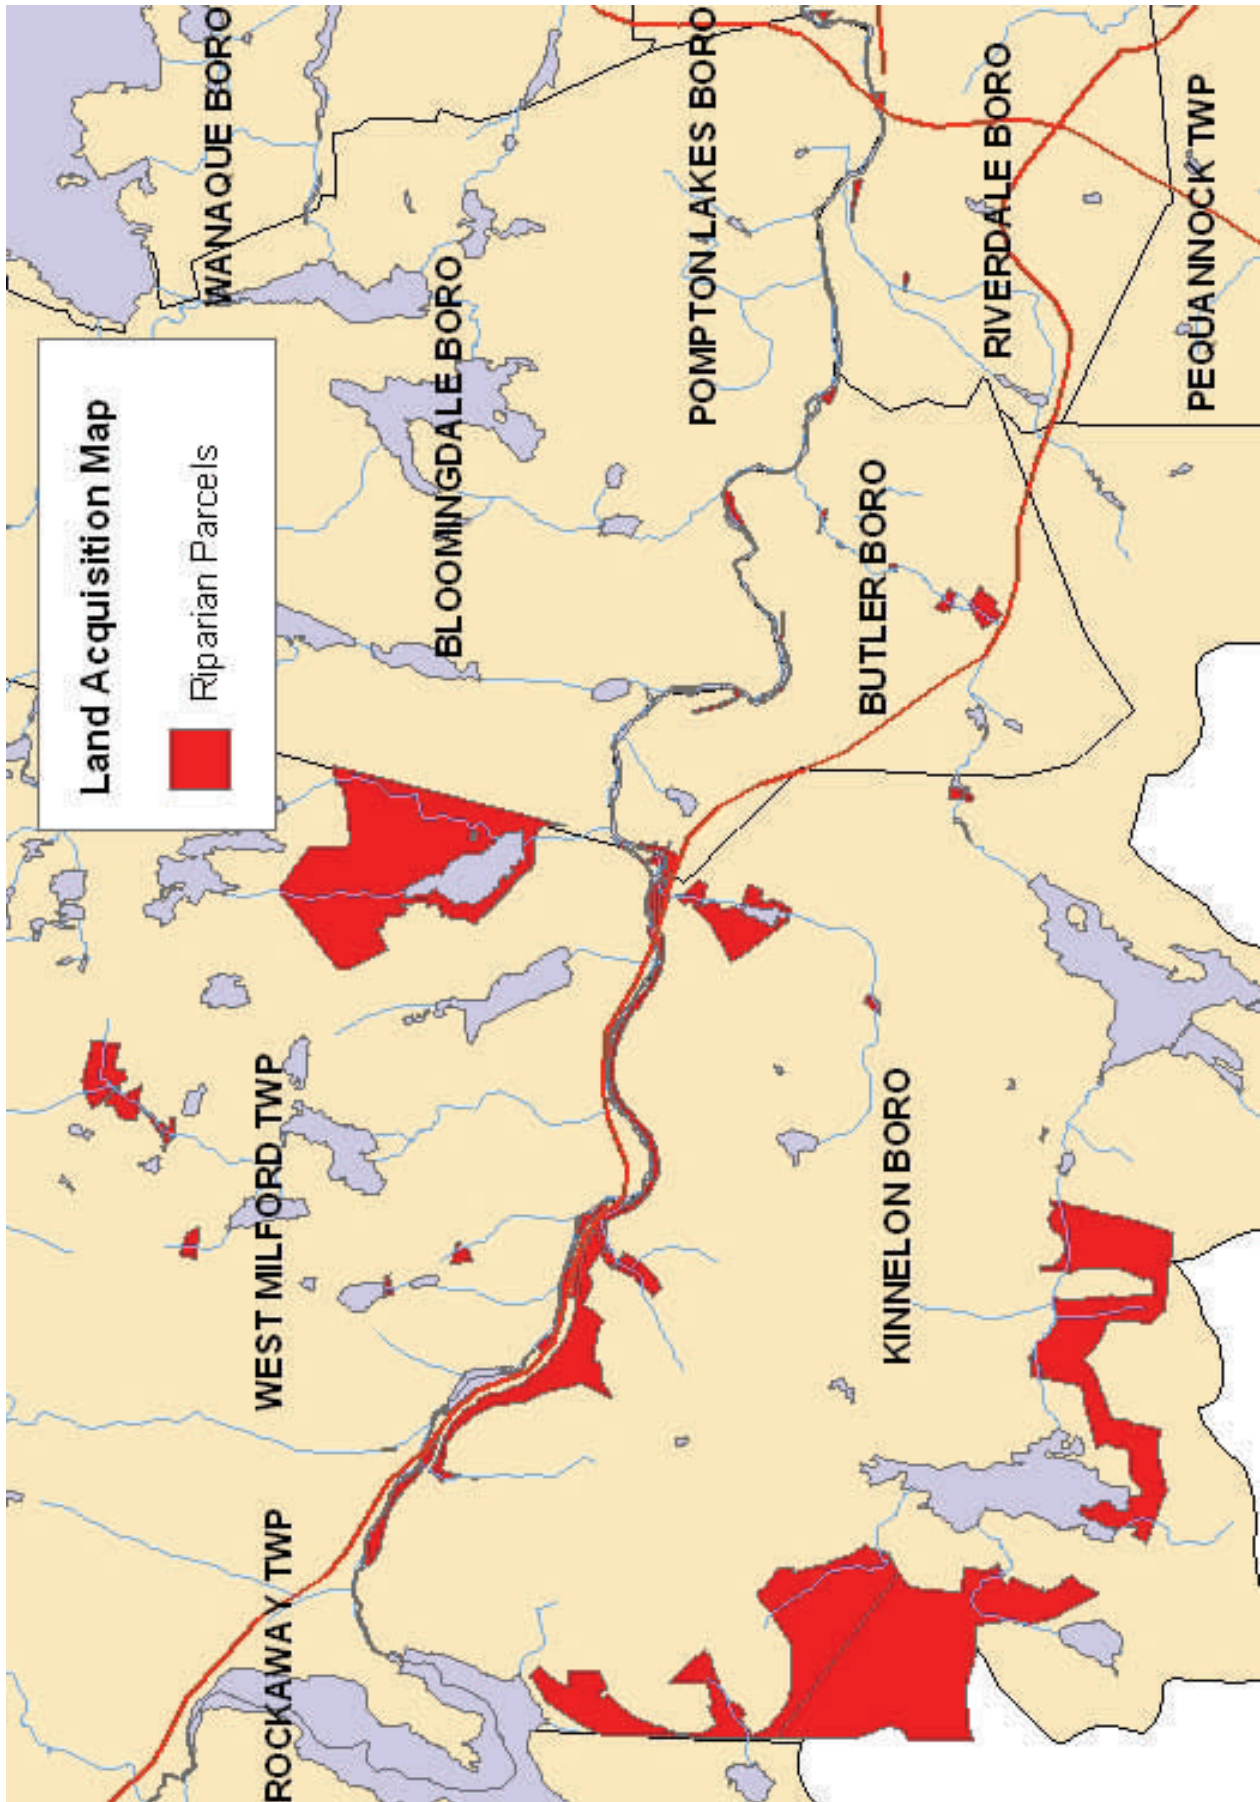 Land Acquisition Map
Riparian Parcels
WANAQUE BORO
BLOOMINGDALE BORO
POMPTON LAKES BORO
RIVERDALE BORO
PEQUANNOCK TWP
BUTLER BORO
WEST MILFORD TWP
KINNELON BORO
ROCKAWAY TWP